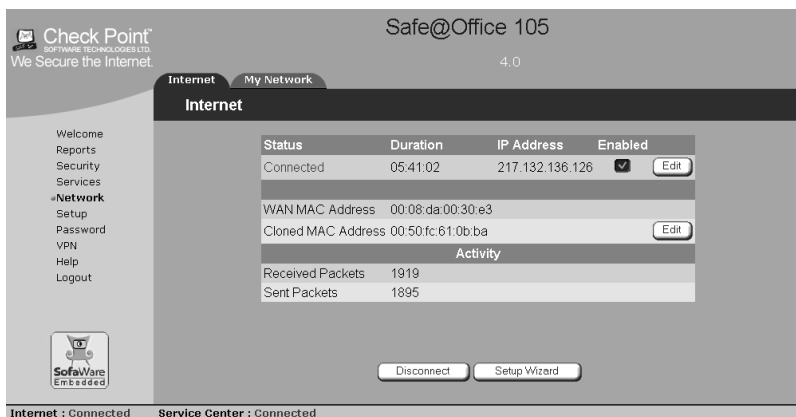 Check Point™
SOFTWARE TECHNOLOGIES LTD.
We Secure the Internet.
Safe@Office 105
4.0
Internet
My Network
Internet
Welcome
Reports
Security
Services
Network
Setup
Password
VPN
Help
Logout
Status Duration IP Address Enabled
Connected 05:41:02 217.132.136.126 Edit
WAN MAC Address 00:08:da:00:30:e3
Cloned MAC Address 00:50:fc:61:0b:ba Edit
Activity
Received Packets 1919
Sent Packets 1895
Disconnect Setup Wizard
SofaWare
Embedded
Internet : Connected Service Center : Connected